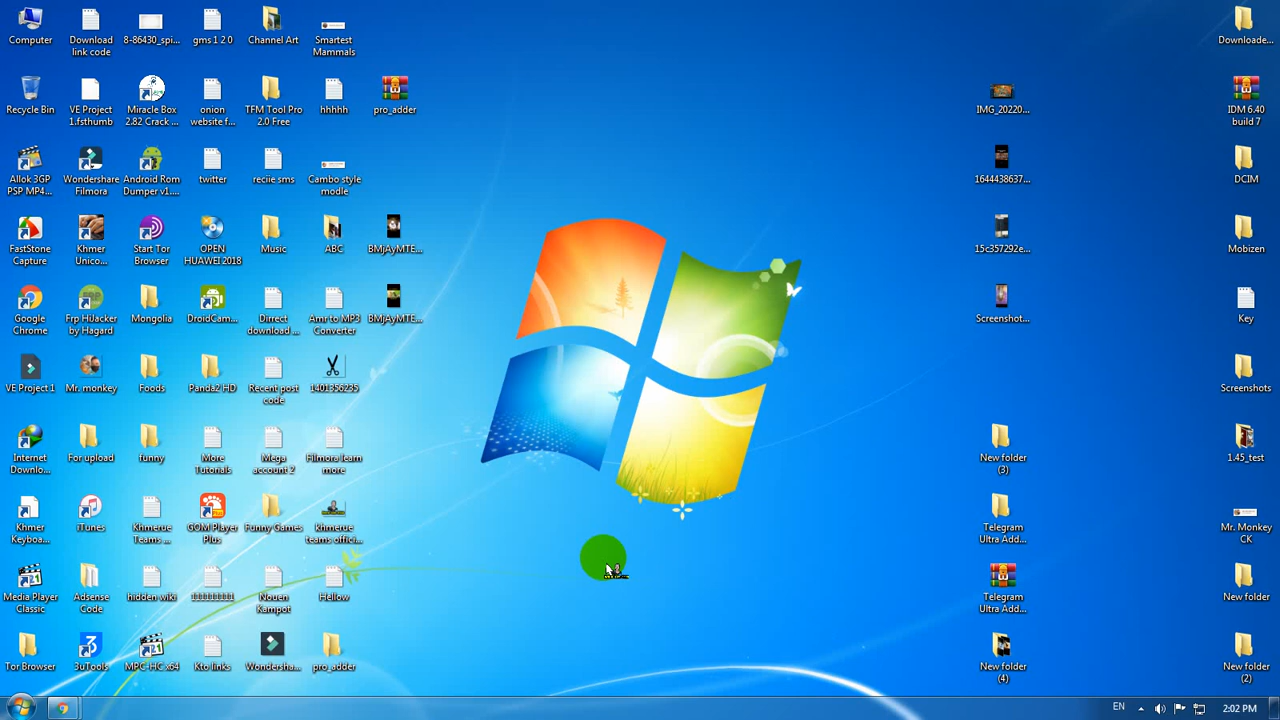 Computer
Download
link code
8-86430_spi...
gms 1 2 0
Channel Art
Smartest
Mammals
Downloade...
Recycle Bin
VE Project
1.fsthumb
Miracle Box
2.82 Crack ...
onion
website f...
TFM Tool Pro
2.0 Free
hhhhh
pro_adder
IMG_20220...
IDM 6.40
build 7
Allok 3GP
PSP MP4...
Wondershare
Filmora
Android Rom
Dumper v1....
twitter
reciie sms
Cambo style
modle
1644438637...
DCIM
FastStone
Capture
Khmer
Unico...
Start Tor
Browser
OPEN
HUAWEI 2018
Music
ABC
BMjAyMTE...
15c357292e...
Mobizen
Google
Chrome
Frp HiJacker
by Hagard
Mongolia
DroidCam...
Dirrect
download ...
Amr to MP3
Converter
BMjAyMTE...
Screenshot...
Key
VE Project 1
Mr. monkey
Foods
Panda2 HD
Recent post
code
1401356235
Screenshots
Internet
Downlo...
For upload
funny
More
Tutorials
Mega
account 2
Filmora learn
more
New folder
(3)
1.45_test
Khmer
Keyboa...
iTunes
Khmerue
Teams ...
GOM Player
Plus
Funny Games
khmerue
teams offici...
Telegram
Ultra Add...
Mr. Monkey
CK
Media Player
Classic
Adsense
Code
hidden wiki
1111111111
Nouen
Kampot
Hellow
Telegram
Ultra Add...
New folder
Tor Browser
3uTools
MPC-HC x64
Kto links
Wondersha...
pro_adder
New folder
(4)
New folder
(2)
EN
2:02 PM